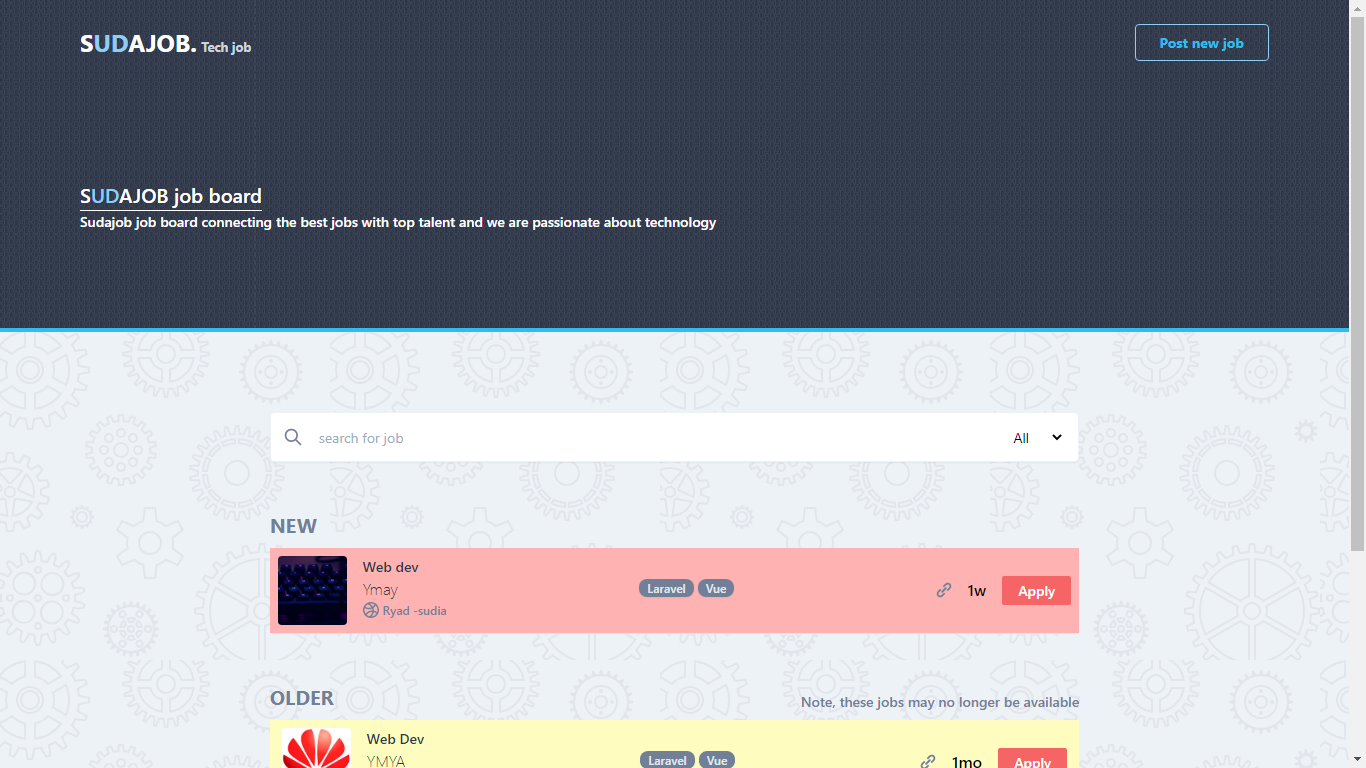 SUDAJOB. Tech job
Post new job
SUDAJOB job board
Sudajob job board connecting the best jobs with top talent and we are passionate about technology
search for job
All
NEW
Web dev
Ymay
Ryad -sudia
Laravel Vue
1w
Apply
OLDER
Note, these jobs may no longer be available
Web Dev
YMYA
Laravel Vue
1mo
Apply